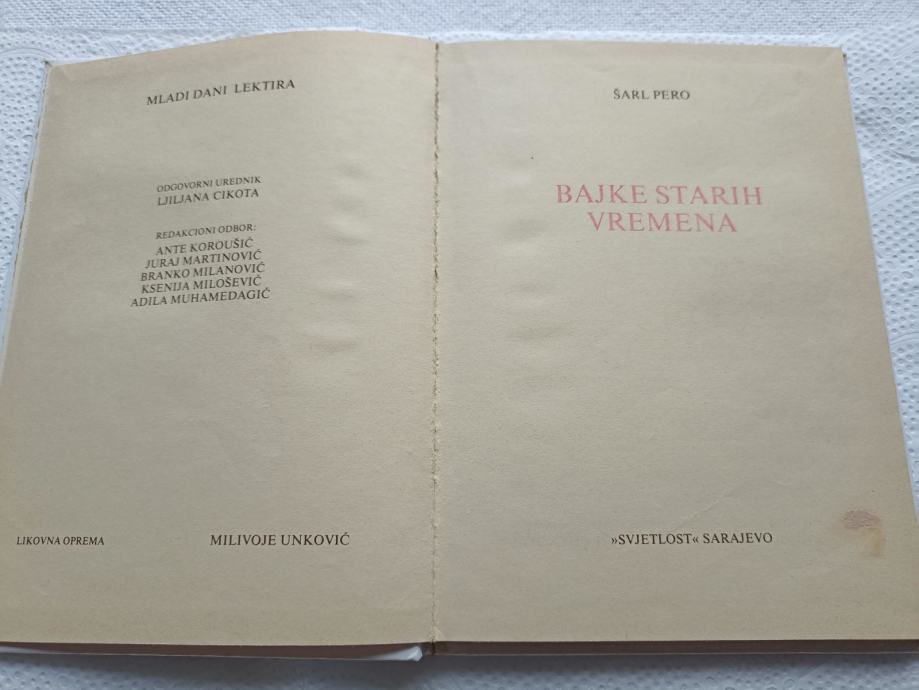 MLADI DANI LEKTIRA
ODGOVORNI UREDNIK
LJILJANA CIKOTA
REDAKCIONI ODBOR:
ANTE KOROUŠIĆ
JURAJ MARTINOVIĆ
BRANKO MILANOVIĆ
KSENIJA MILOŠEVIĆ
ADILA MUHAMEDAGIĆ
LIKOVNA OPREMA MILIVOJE UNKOVIĆ
ŠARL PERO
BAJKE STARIH
VREMENA
»SVJETLOST« SARAJEVO